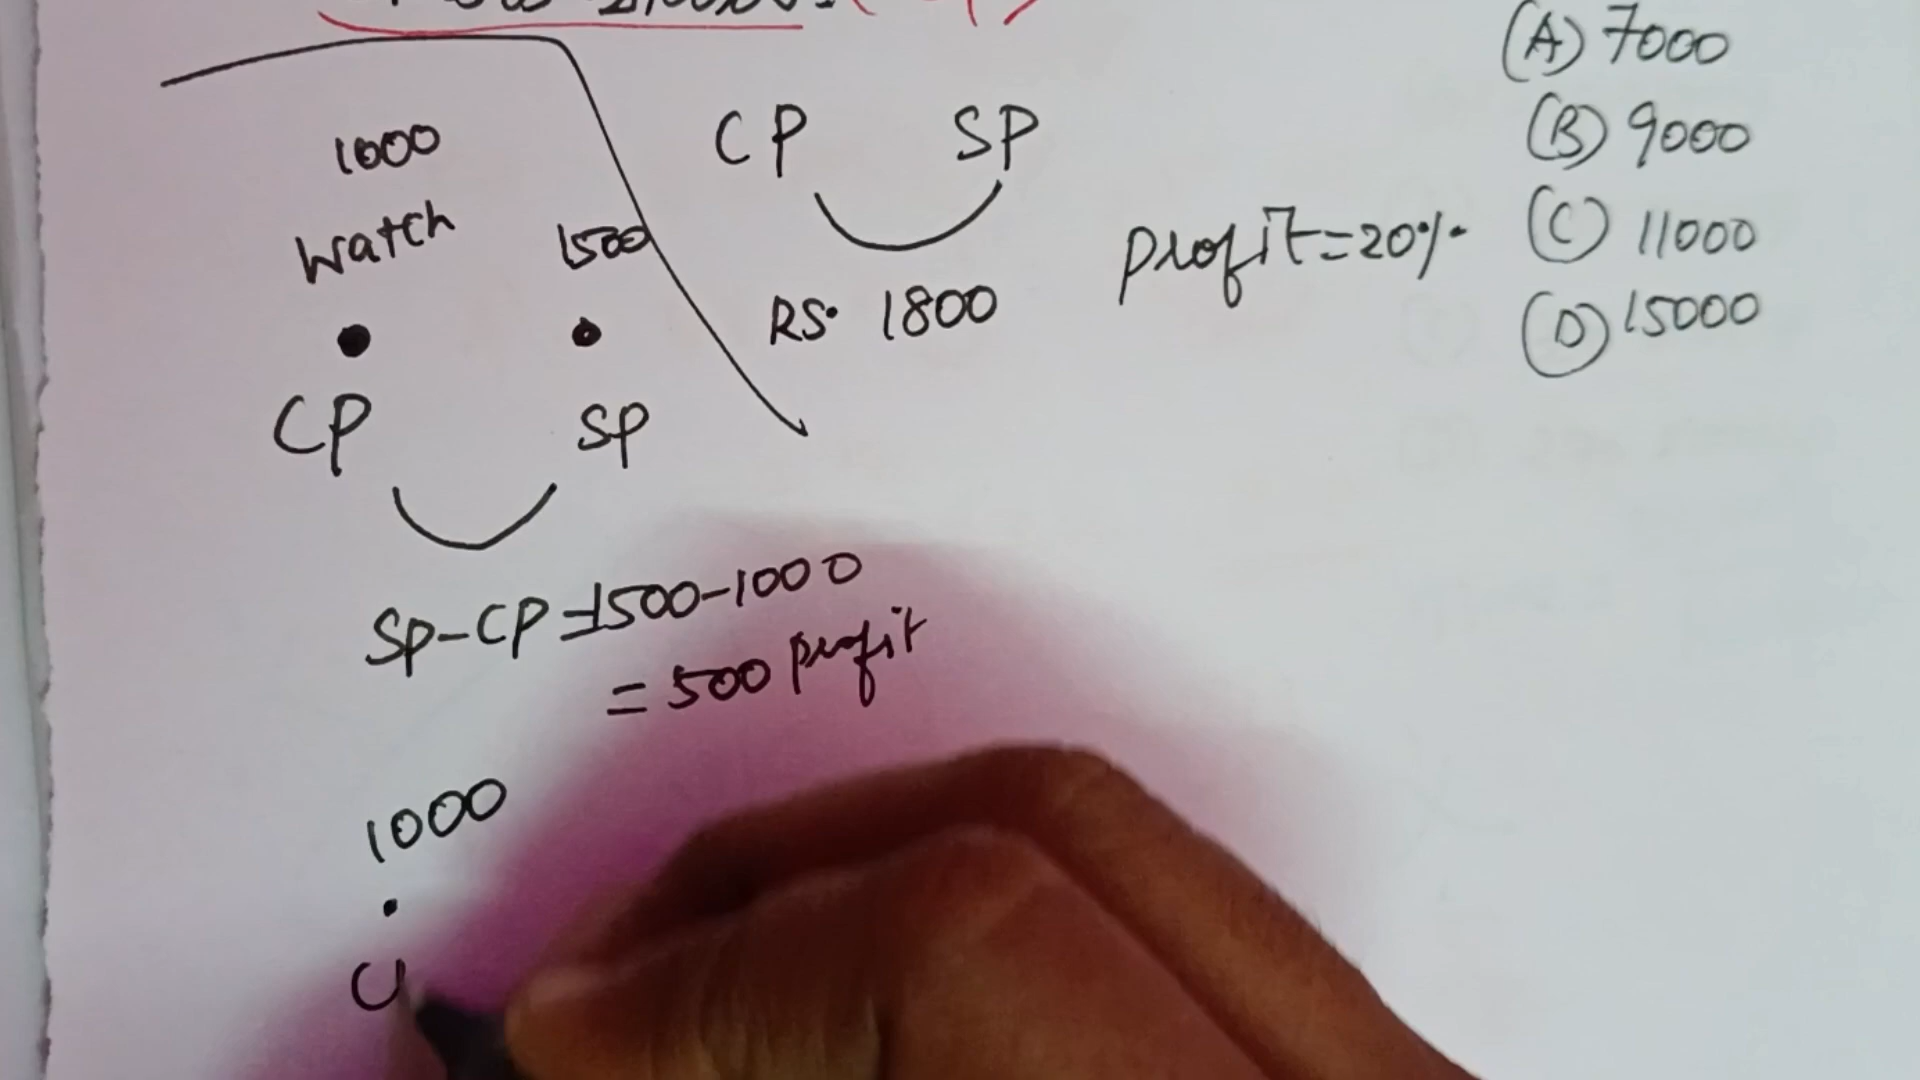 (A) 7000
(B) 9000
(C) 11000
(D) 15000
1000
Watch
1500
CP SP
SP-CP=1500-1000
=500 profit
1000
C
CP SP
RS. 1800
Profit=20%